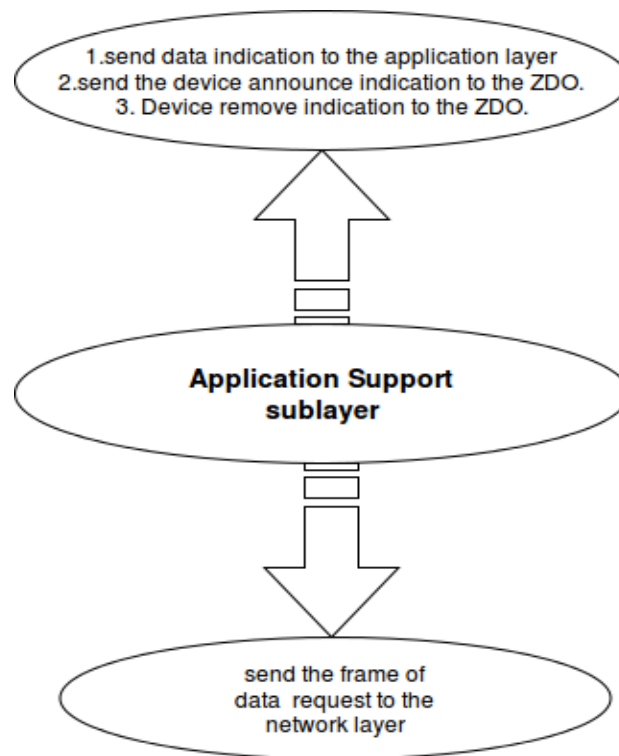 1.send data indication to the application layer
2.send the device announce indication to the ZDO.
3. Device remove indication to the ZDO.
Application Support
sublayer
send the frame of
data request to the
network layer